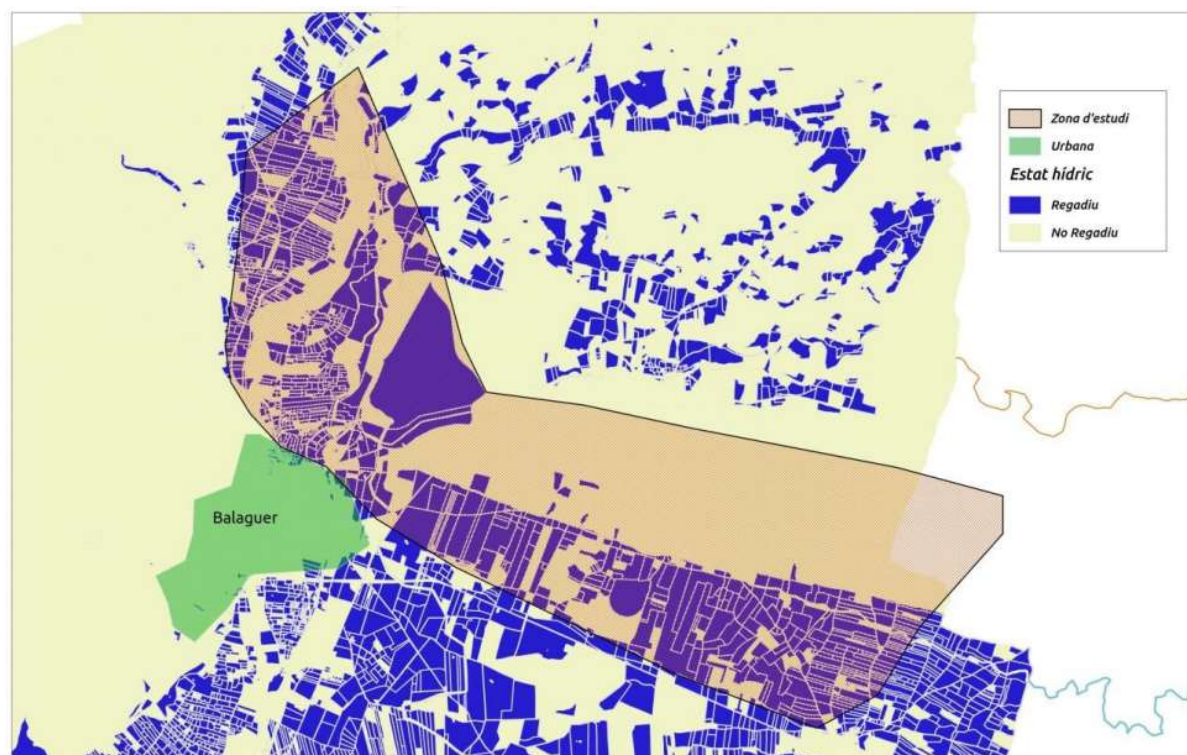 Zona d'estudi
Urbana
Estat hídric
Regadiu
No Regadiu
Balaguer